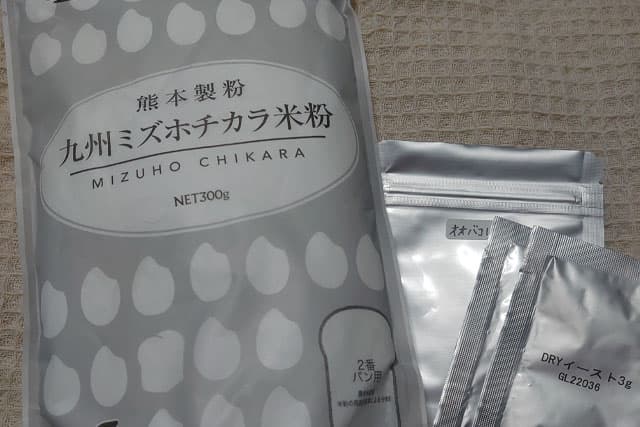 熊本製粉
九州ミズホチカラ米粉
MIZUHO CHIKARA
NET300g
2番
パン用
オオバコ
DRYイースト3g
GL22036